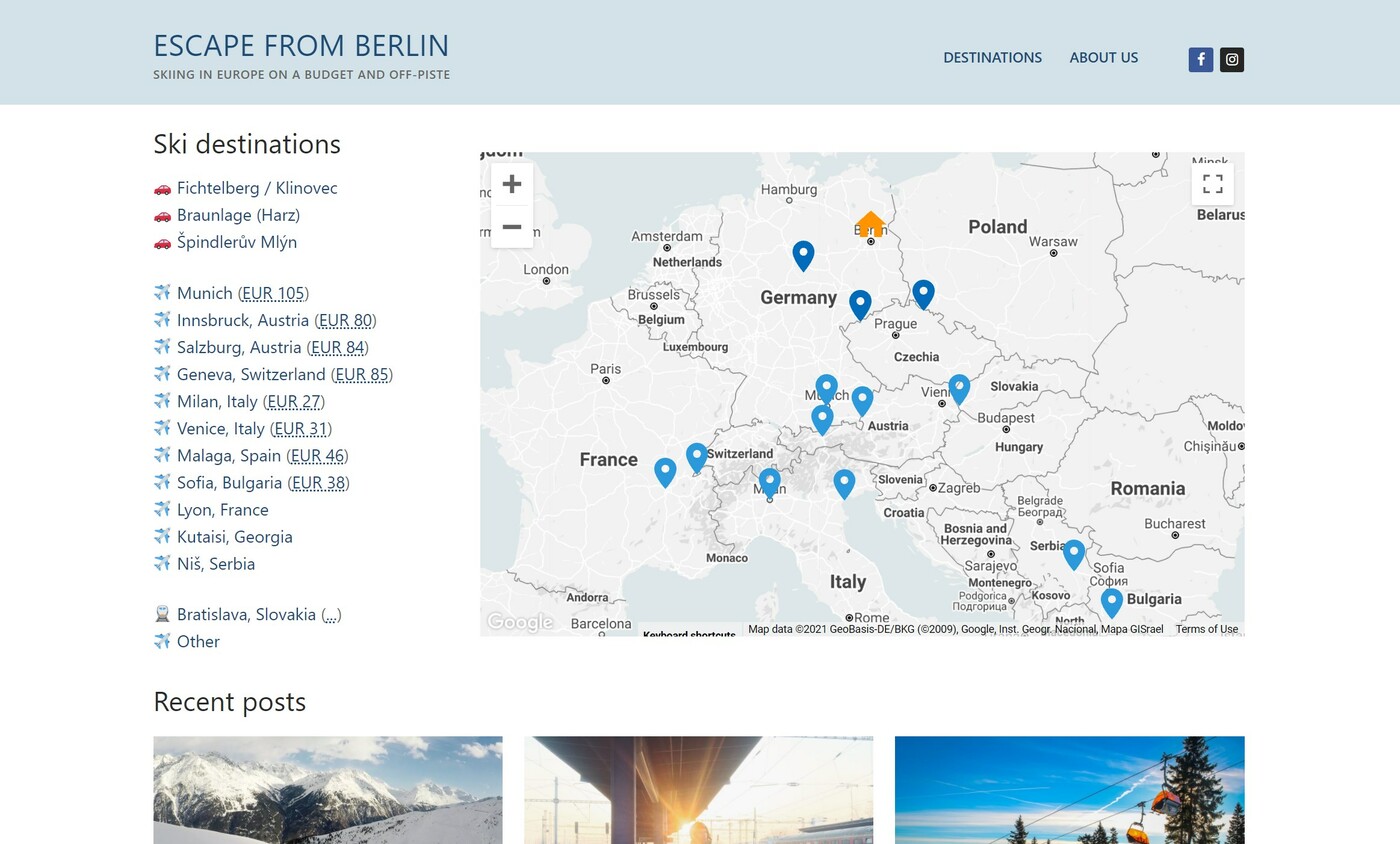 ESCAPE FROM BERLIN
SKIING IN EUROPE ON A BUDGET AND OFF-PISTE
DESTINATIONS
ABOUT US
Ski destinations
Fichtelberg / Klinovec
Braunlage (Harz)
Špindlerův Mlýn
Munich (EUR 105)
Innsbruck, Austria (EUR 80)
Salzburg, Austria (EUR 84)
Geneva, Switzerland (EUR 85)
Milan, Italy (EUR 27)
Venice, Italy (EUR 31)
Malaga, Spain (EUR 46)
Sofia, Bulgaria (EUR 38)
Lyon, France
Kutaisi, Georgia
Niš, Serbia
Bratislava, Slovakia (...)
Other
Minsk
Hamburg
Belarus
Berlin
Poland
Amsterdam
Warsaw
Netherlands
London
Brussels
Germany
Belgium
Prague
Luxembourg
Czechia
Paris
Munich
Vienna
Slovakia
Budapest
Austria
Moldov
Hungary
Chișinău
France
Switzerland
Slovenia
Zagreb
Milan
Romania
Croatia
Belgrade
Београд
Bosnia and
Herzegovina
Bucharest
Serbia
Monaco
Sarajevo
Sofia
София
Italy
Montenegro
Andorra
Podgorica
Подгорица
Kosovo
Bulgaria
Barcelona
Rome
North
Google
Keyboard shortcuts
Map data ©2021 GeoBasis-DE/BKG (©2009), Google, Inst. Geogr. Nacional, Mapa GISrael
Terms of Use
Recent posts